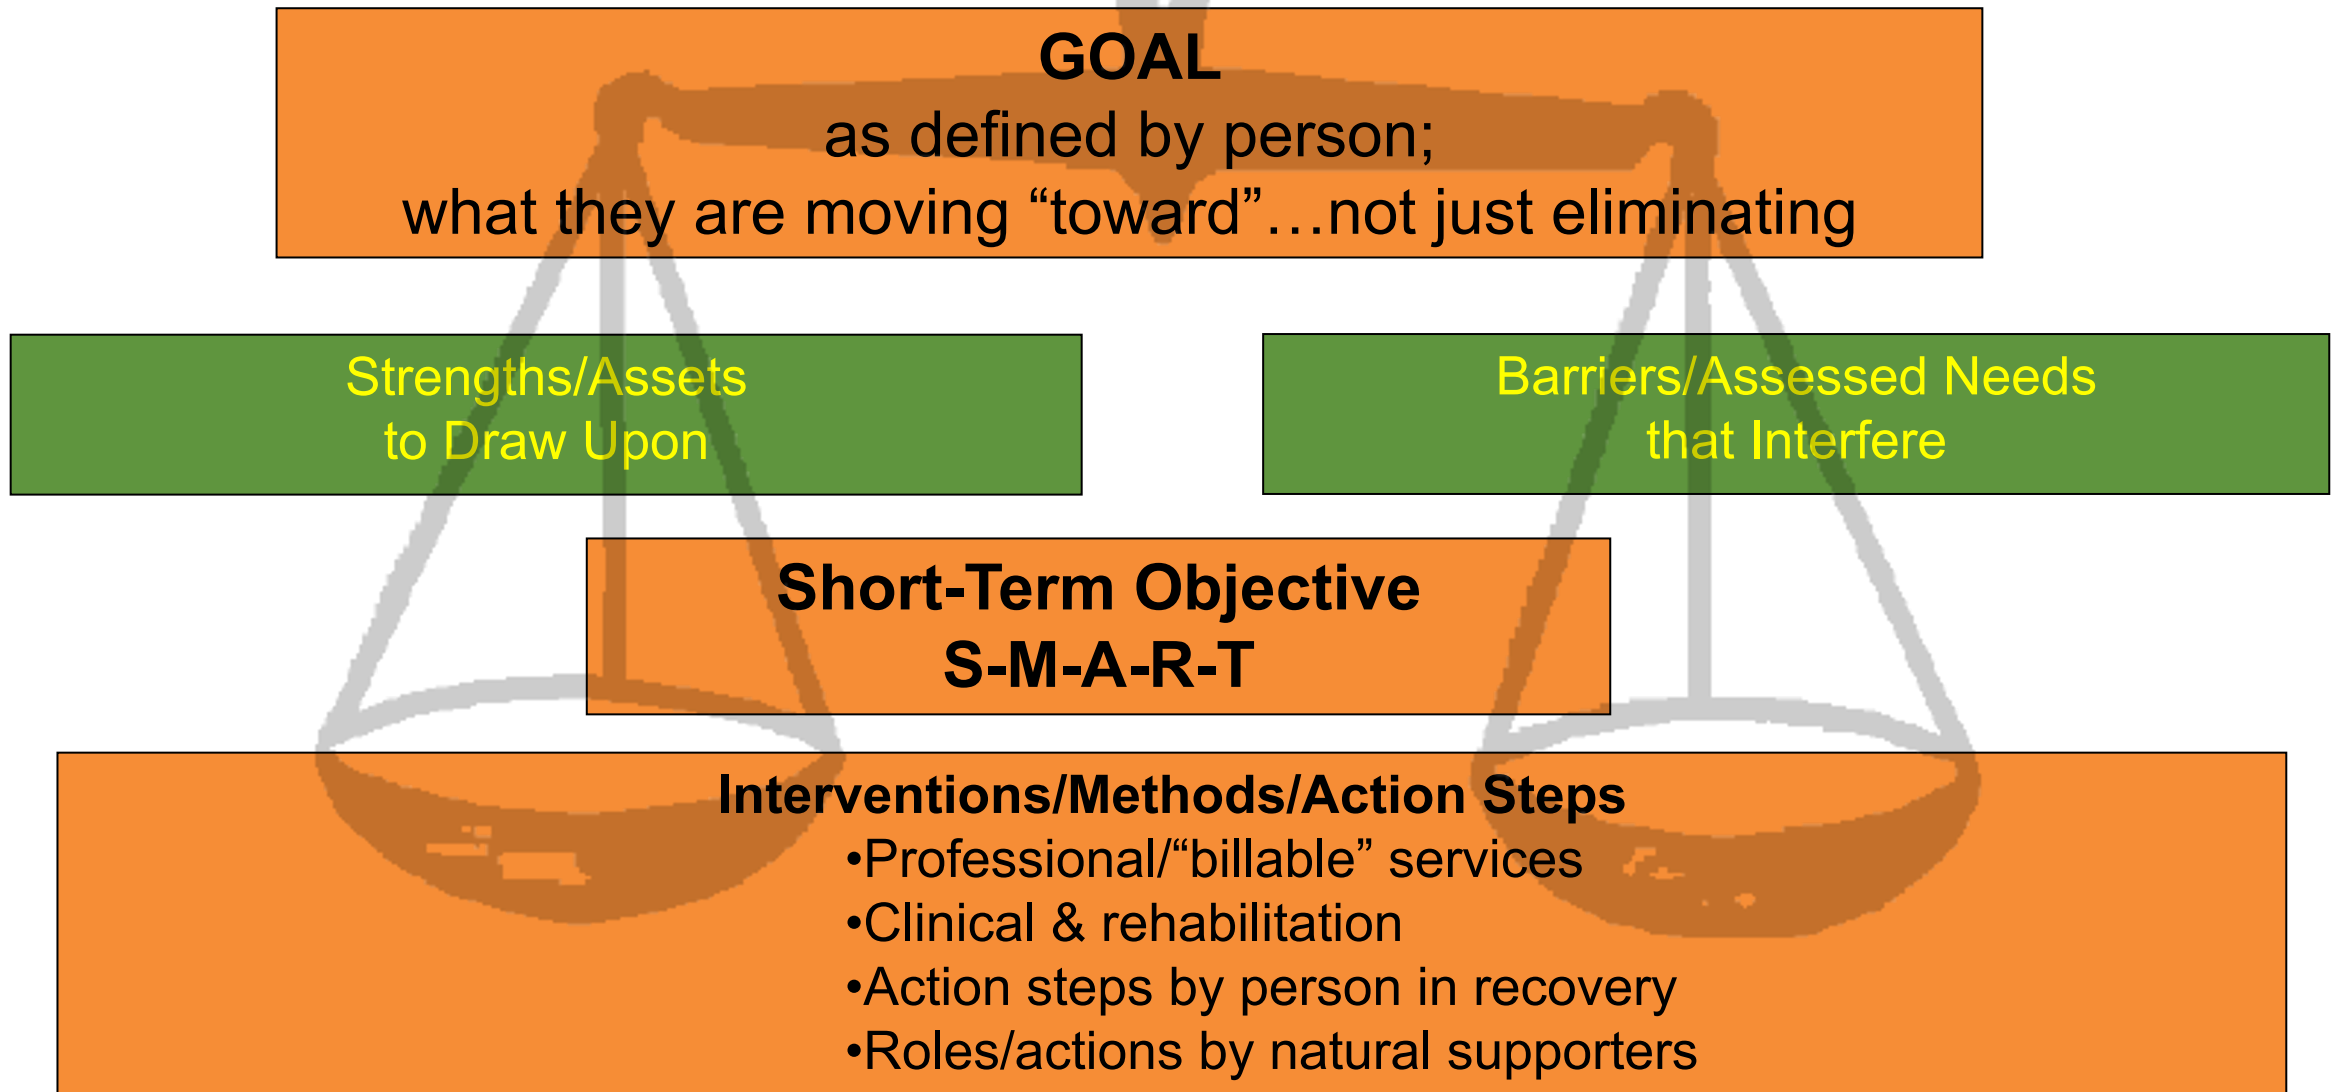 GOAL
as defined by person;
what they are moving “toward”…not just eliminating
Strengths/Assets
to Draw Upon
Barriers/Assessed Needs
that Interfere
Short-Term Objective
S-M-A-R-T
Interventions/Methods/Action Steps
•Professional/“billable” services
•Clinical & rehabilitation
•Action steps by person in recovery
•Roles/actions by natural supporters